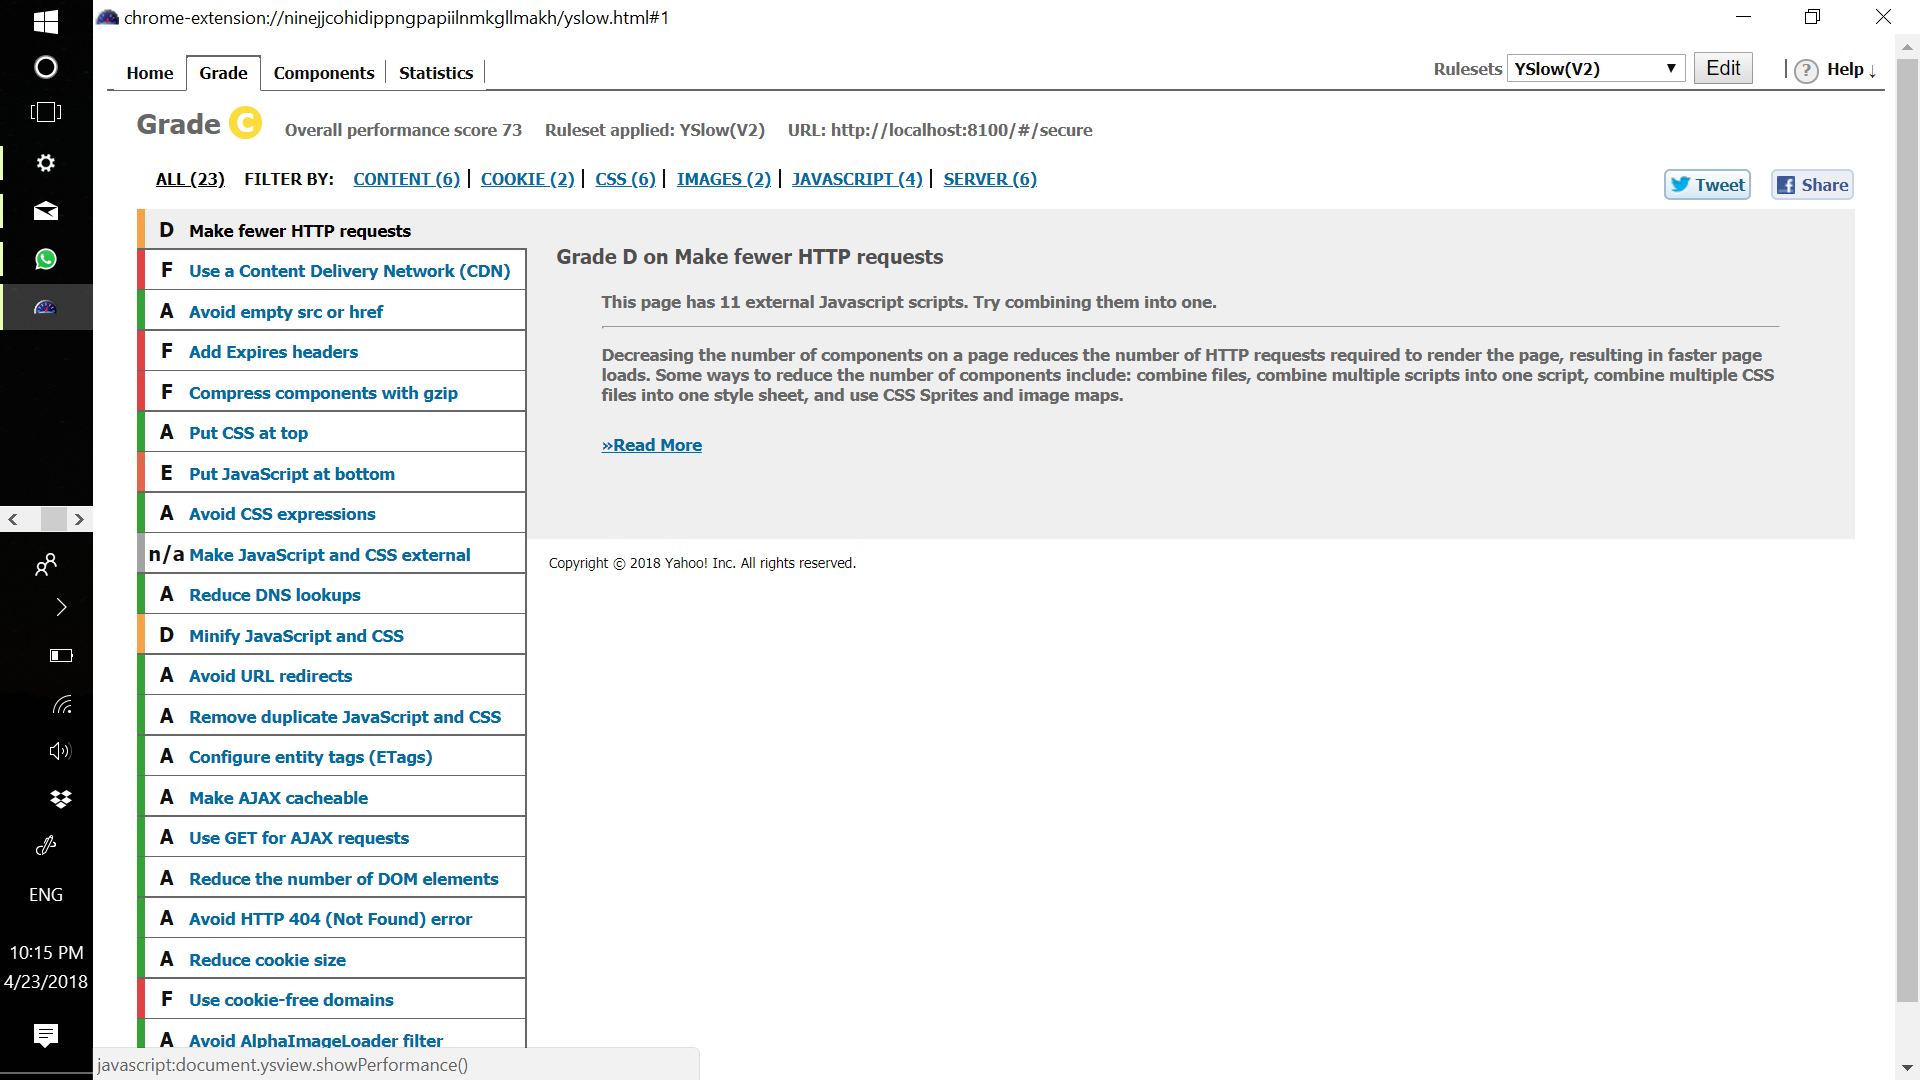 chrome-extension://ninejjcohidippngpapiilnmkgllmakh/yslow.html#1
Home Grade Components Statistics
Rulesets YSlow(V2) Edit ? Help ↓
Grade C Overall performance score 73 Ruleset applied: YSlow(V2) URL: http://localhost:8100/#/secure
ALL (23) FILTER BY: CONTENT (6) | COOKIE (2) | CSS (6) | IMAGES (2) | JAVASCRIPT (4) | SERVER (6)
Tweet Share
D Make fewer HTTP requests
F Use a Content Delivery Network (CDN)
A Avoid empty src or href
F Add Expires headers
F Compress components with gzip
A Put CSS at top
E Put JavaScript at bottom
A Avoid CSS expressions
n/a Make JavaScript and CSS external
A Reduce DNS lookups
D Minify JavaScript and CSS
A Avoid URL redirects
A Remove duplicate JavaScript and CSS
A Configure entity tags (ETags)
A Make AJAX cacheable
A Use GET for AJAX requests
A Reduce the number of DOM elements
A Avoid HTTP 404 (Not Found) error
A Reduce cookie size
F Use cookie-free domains
A Avoid AlphaImageLoader filter
Grade D on Make fewer HTTP requests
This page has 11 external Javascript scripts. Try combining them into one.
Decreasing the number of components on a page reduces the number of HTTP requests required to render the page, resulting in faster page
loads. Some ways to reduce the number of components include: combine files, combine multiple scripts into one script, combine multiple CSS
files into one style sheet, and use CSS Sprites and image maps.
»Read More
Copyright © 2018 Yahoo! Inc. All rights reserved.
javascript:document.ysview.showPerformance()
ENG
10:15 PM
4/23/2018